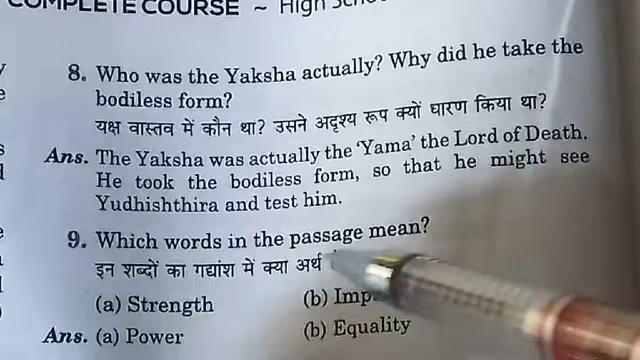 COMPLETE COURSE ~ High
8. Who was the Yaksha actually? Why did he take the
bodiless form?
यक्ष वास्तव में कौन था? उसने अदृश्य रूप क्यों धारण किया था?
Ans. The Yaksha was actually the 'Yama' the Lord of Death.
He took the bodiless form, so that he might see
Yudhishthira and test him.
9. Which words in the passage mean?
इन शब्दों का गद्यांश में क्या अर्थ
(a) Strength (b) Imp
Ans. (a) Power (b) Equality